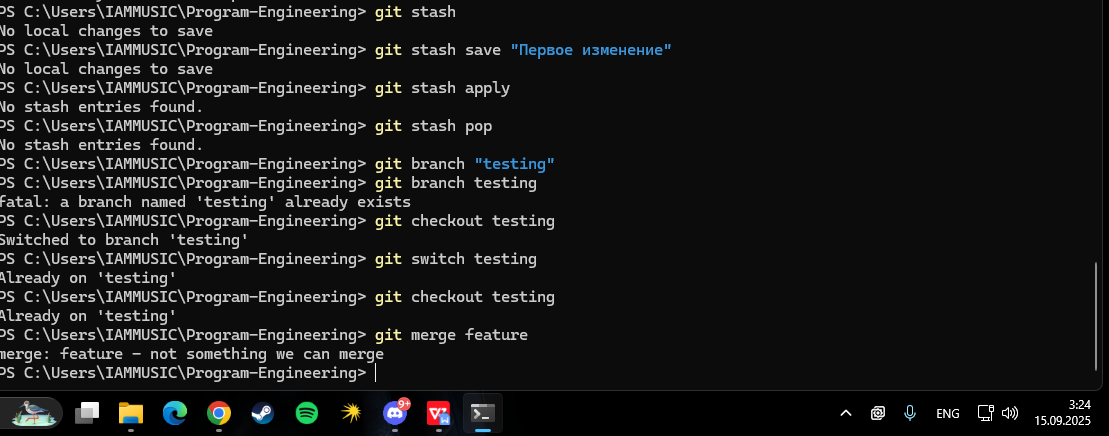 PS C:\Users\IAMMUSIC\Program-Engineering> git stash
No local changes to save
PS C:\Users\IAMMUSIC\Program-Engineering> git stash save "Первое изменение"
No local changes to save
PS C:\Users\IAMMUSIC\Program-Engineering> git stash apply
No stash entries found.
PS C:\Users\IAMMUSIC\Program-Engineering> git stash pop
No stash entries found.
PS C:\Users\IAMMUSIC\Program-Engineering> git branch "testing"
PS C:\Users\IAMMUSIC\Program-Engineering> git branch testing
fatal: a branch named 'testing' already exists
PS C:\Users\IAMMUSIC\Program-Engineering> git checkout testing
Switched to branch 'testing'
PS C:\Users\IAMMUSIC\Program-Engineering> git switch testing
Already on 'testing'
PS C:\Users\IAMMUSIC\Program-Engineering> git checkout testing
Already on 'testing'
PS C:\Users\IAMMUSIC\Program-Engineering> git merge feature
merge: feature - not something we can merge
PS C:\Users\IAMMUSIC\Program-Engineering>
9+
ENG
3:24
15.09.2025